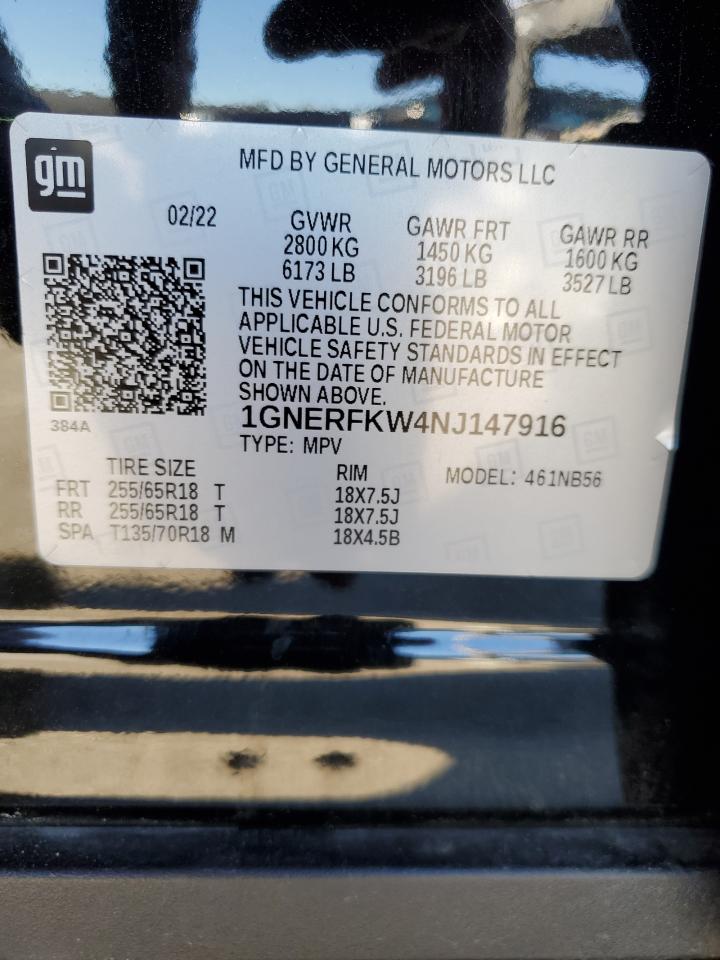 gm
MFD BY GENERAL MOTORS LLC
02/22
GVWR
2800 KG
6173 LB
GAWR FRT
1450 KG
3196 LB
GAWR RR
1600 KG
3527 LB
THIS VEHICLE CONFORMS TO ALL
APPLICABLE U.S. FEDERAL MOTOR
VEHICLE SAFETY STANDARDS IN EFFECT
ON THE DATE OF MANUFACTURE
SHOWN ABOVE.
384A
1GNERFKW4NJ147916
TYPE: MPV
TIRE SIZE RIM MODEL: 461NB56
FRT 255/65R18 T 18X7.5J
RR 255/65R18 T 18X7.5J
SPA T135/70R18 M 18X4.5B